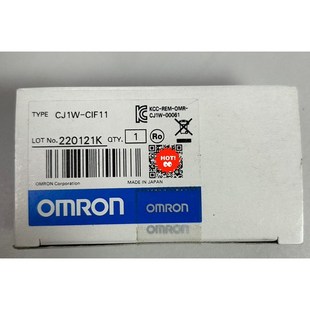 TYPE CJ1W-CIF11
KCC-REM-OMR-
CJ1W-00061
LOT No. 220121K QTY. 1 Ro
HOT!
OMRON Corporation
MADE IN JAPAN
OMRON OMRON